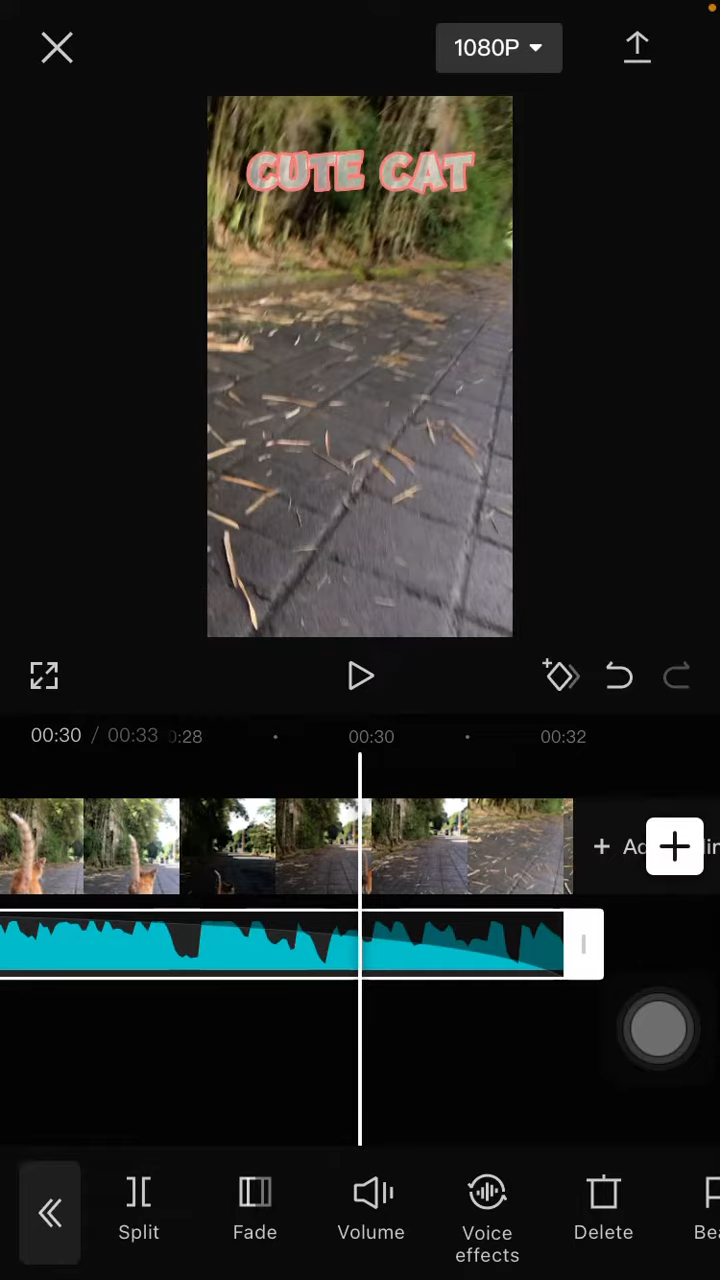 1080P
CUTE CAT
00:30 / 00:33 0:28 00:30 00:32
+ Ad
Split
Fade
Volume
Voice
effects
Delete
Bea